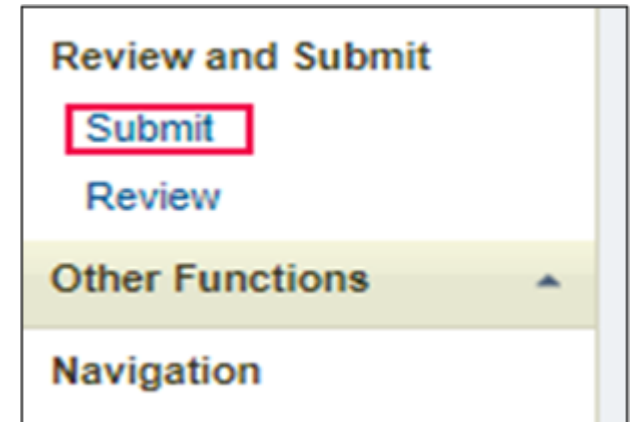 Review and Submit
Submit
Review
Other Functions
Navigation